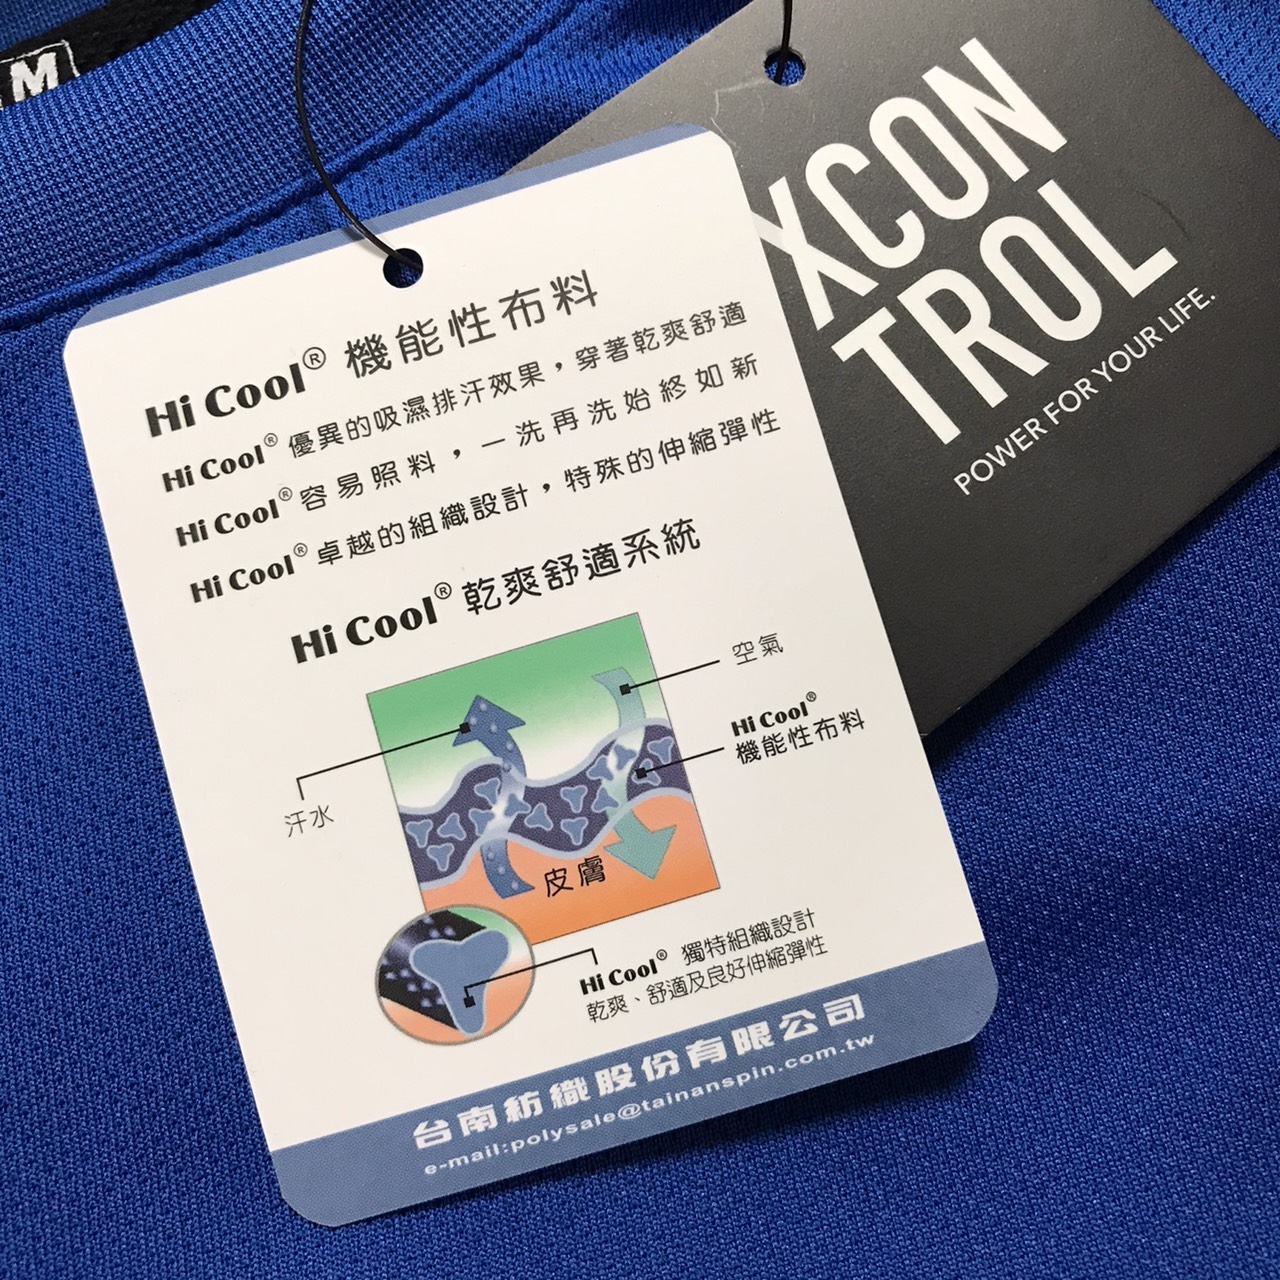 M
XCON
TROL
POWER FOR YOUR LIFE.
Hi Cool® 機能性布料
Hi Cool® 優異的吸濕排汗效果，穿著乾爽舒適
Hi Cool® 容易照料，一洗再洗始終如新
Hi Cool® 卓越的組織設計，特殊的伸縮彈性
Hi Cool® 乾爽舒適系統
空氣
Hi Cool®
機能性布料
汗水
皮膚
Hi Cool® 獨特組織設計
乾爽、舒適及良好伸縮彈性
台南紡織股份有限公司
e-mail:polysale@tainanspin.com.tw